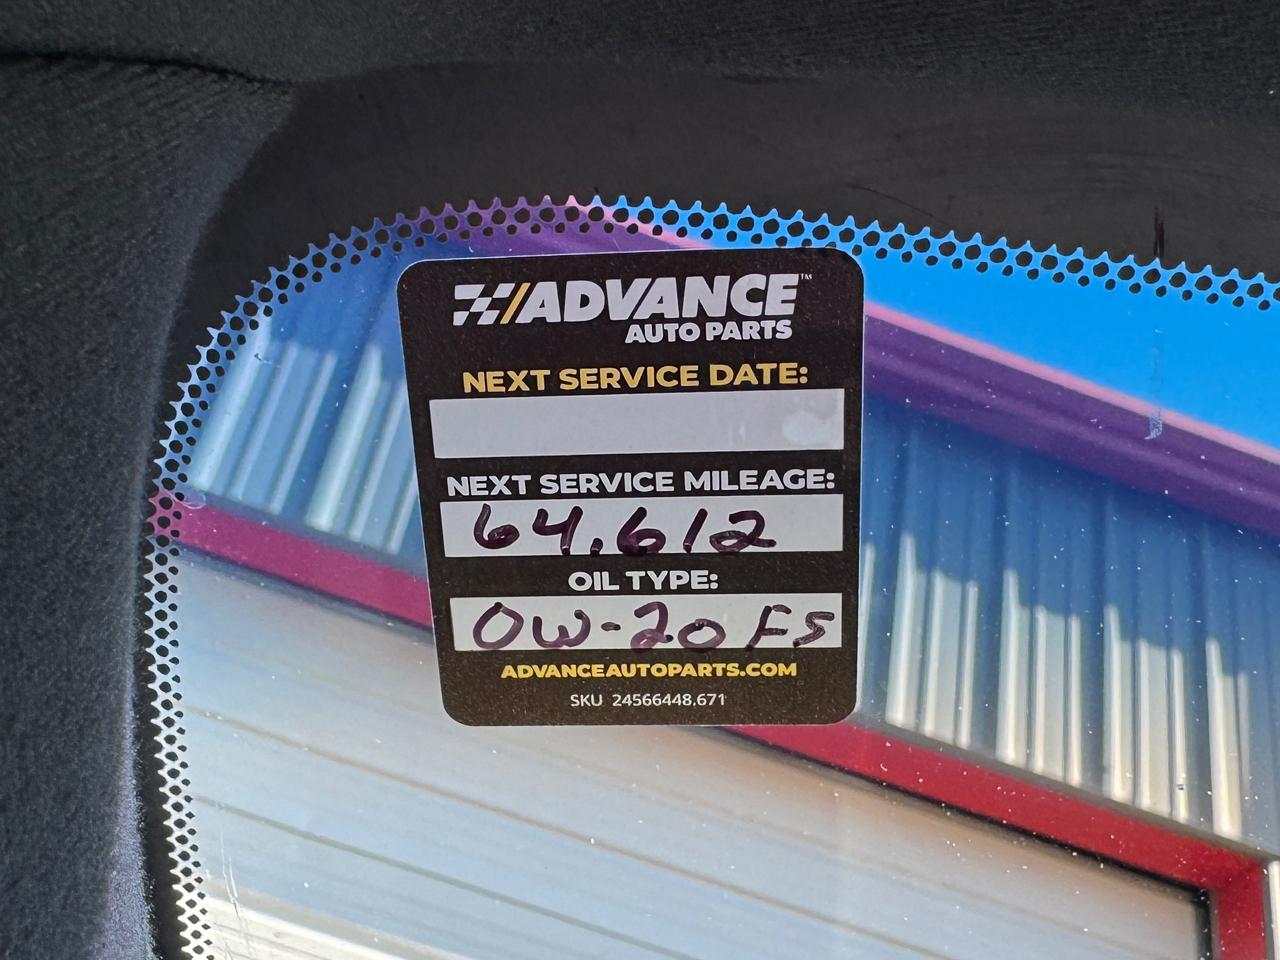 ADVANCE™
AUTO PARTS
NEXT SERVICE DATE:
NEXT SERVICE MILEAGE:
64,612
OIL TYPE:
0W-20 FS
ADVANCEAUTOPARTS.COM
SKU 24566448.671